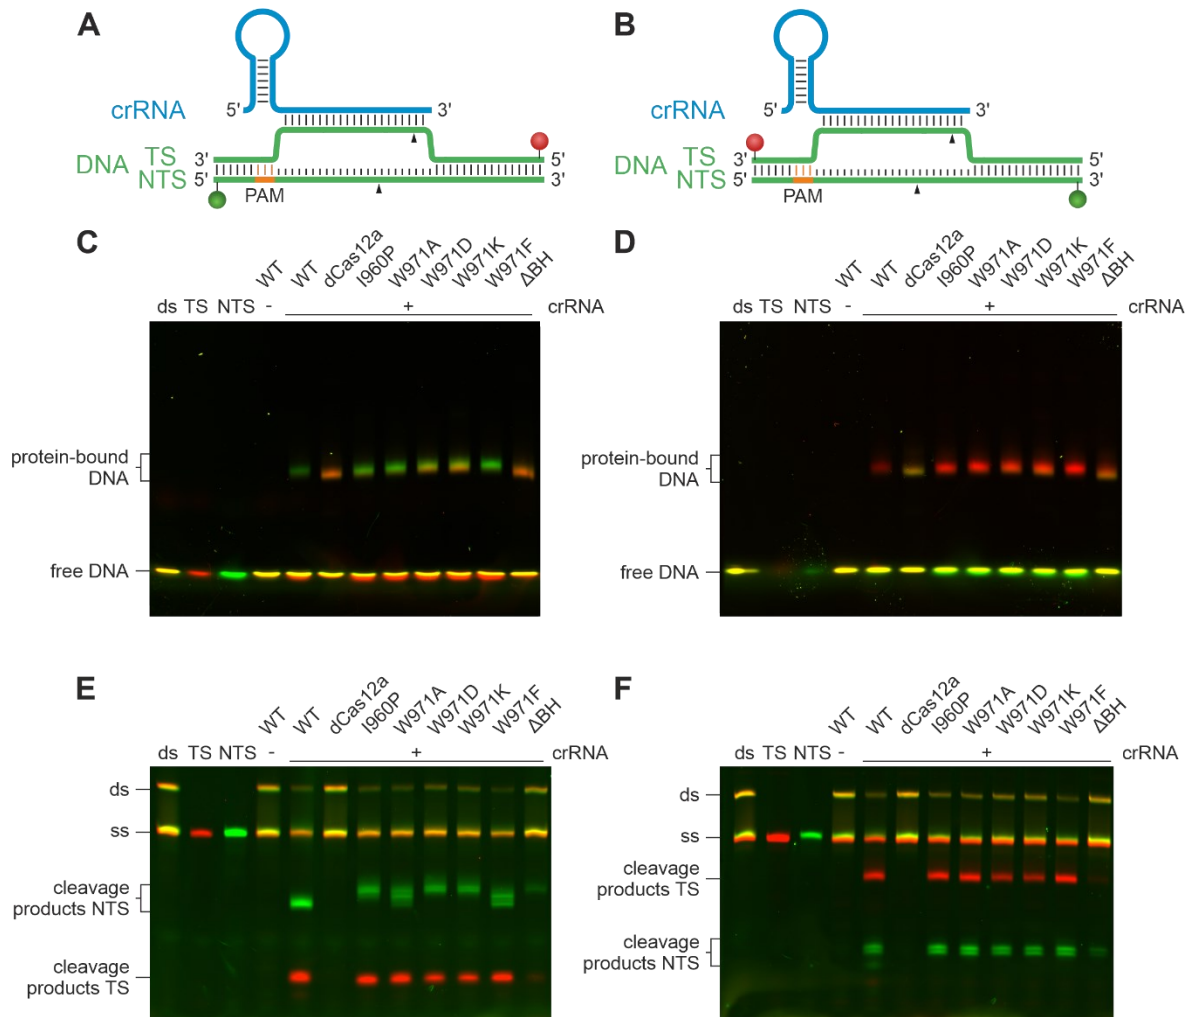 A
B
5' 3'
crRNA
5' 3'
crRNA
DNA TS 3' 5'
NTS 5' 3'
PAM
DNA TS 3' 5'
NTS 5' 3'
PAM
C
WT WT dCas12a I960P W971A W971D W971K W971F ΔBH
ds TS NTS - + crRNA
protein-bound
DNA
free DNA
D
WT WT dCas12a I960P W971A W971D W971K W971F ΔBH
ds TS NTS - + crRNA
protein-bound
DNA
free DNA
E
WT WT dCas12a I960P W971A W971D W971K W971F ΔBH
ds TS NTS - + crRNA
ds
ss
cleavage
products NTS
cleavage
products TS
F
WT WT dCas12a I960P W971A W971D W971K W971F ΔBH
ds TS NTS - + crRNA
ds
ss
cleavage
products TS
cleavage
products NTS